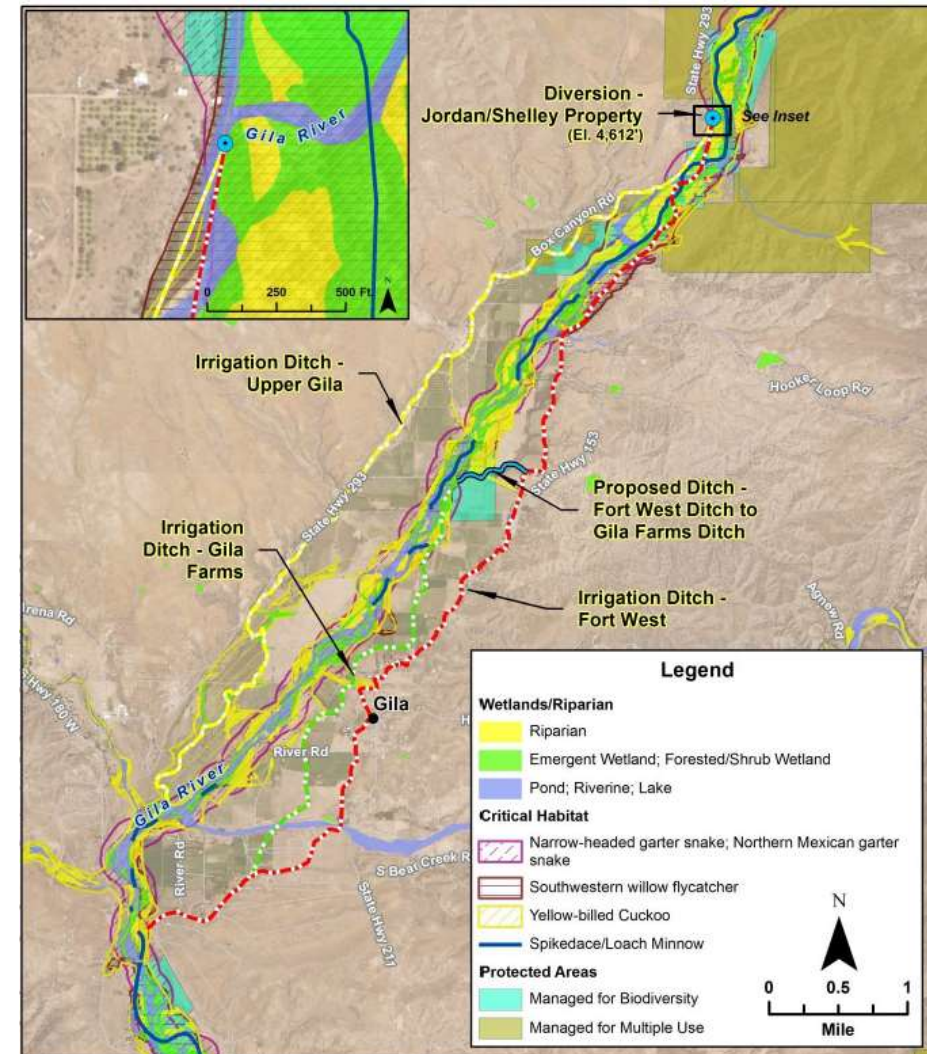 Gila River
0 250 500 Ft.
N
State Hwy 293
Diversion -
Jordan/Shelley Property
(El. 4,612')
See Inset
Box Canyon Rd
Irrigation Ditch -
Upper Gila
Hooker Loop Rd
State Hwy 293
State Hwy 153
Proposed Ditch -
Fort West Ditch to
Gila Farms Ditch
Irrigation
Ditch - Gila
Farms
Irrigation Ditch -
Fort West
Agnew Rd
rena Rd
S Hwy 180 W
Gila
H
River Rd
Gila River
River Rd
S Bear Creek R
State Hwy 211
Legend
Wetlands/Riparian
Riparian
Emergent Wetland; Forested/Shrub Wetland
Pond; Riverine; Lake
Critical Habitat
Narrow-headed garter snake; Northern Mexican garter
snake
Southwestern willow flycatcher
Yellow-billed Cuckoo
Spikedace/Loach Minnow
Protected Areas
Managed for Biodiversity
Managed for Multiple Use
N
0 0.5 1
Mile